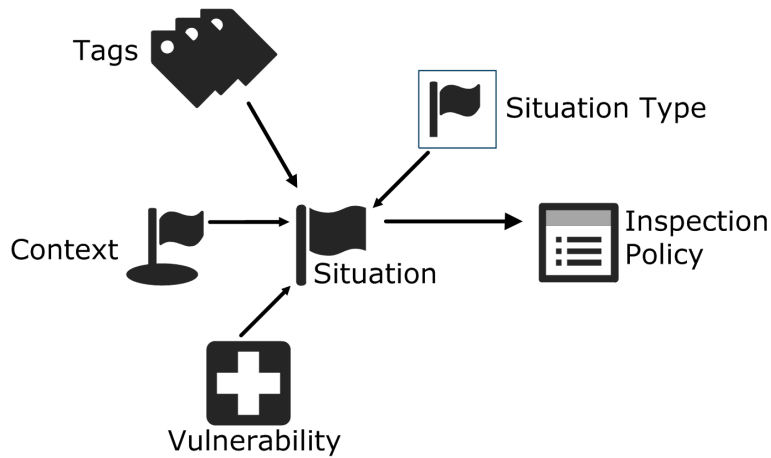 Tags
Situation Type
Context
Situation
Inspection
Policy
Vulnerability